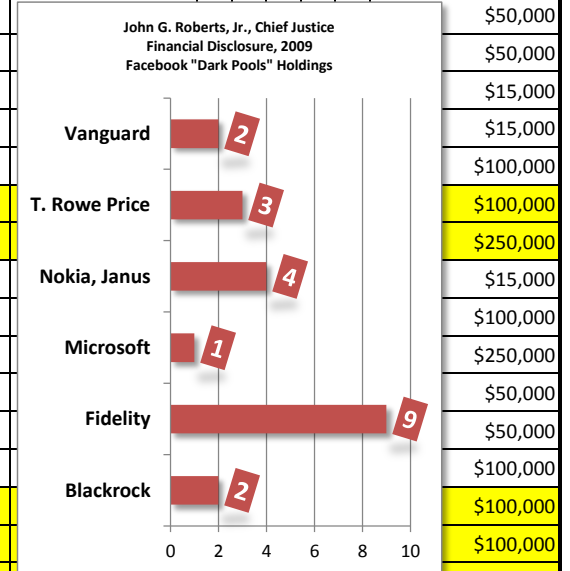 John G. Roberts, Jr., Chief Justice
Financial Disclosure, 2009
Facebook "Dark Pools" Holdings
Vanguard 2
T. Rowe Price 3
Nokia, Janus 4
Microsoft 1
Fidelity 9
Blackrock 2
0 2 4 6 8 10
$50,000
$50,000
$15,000
$15,000
$100,000
$100,000
$250,000
$15,000
$100,000
$250,000
$50,000
$50,000
$100,000
$100,000
$100,000